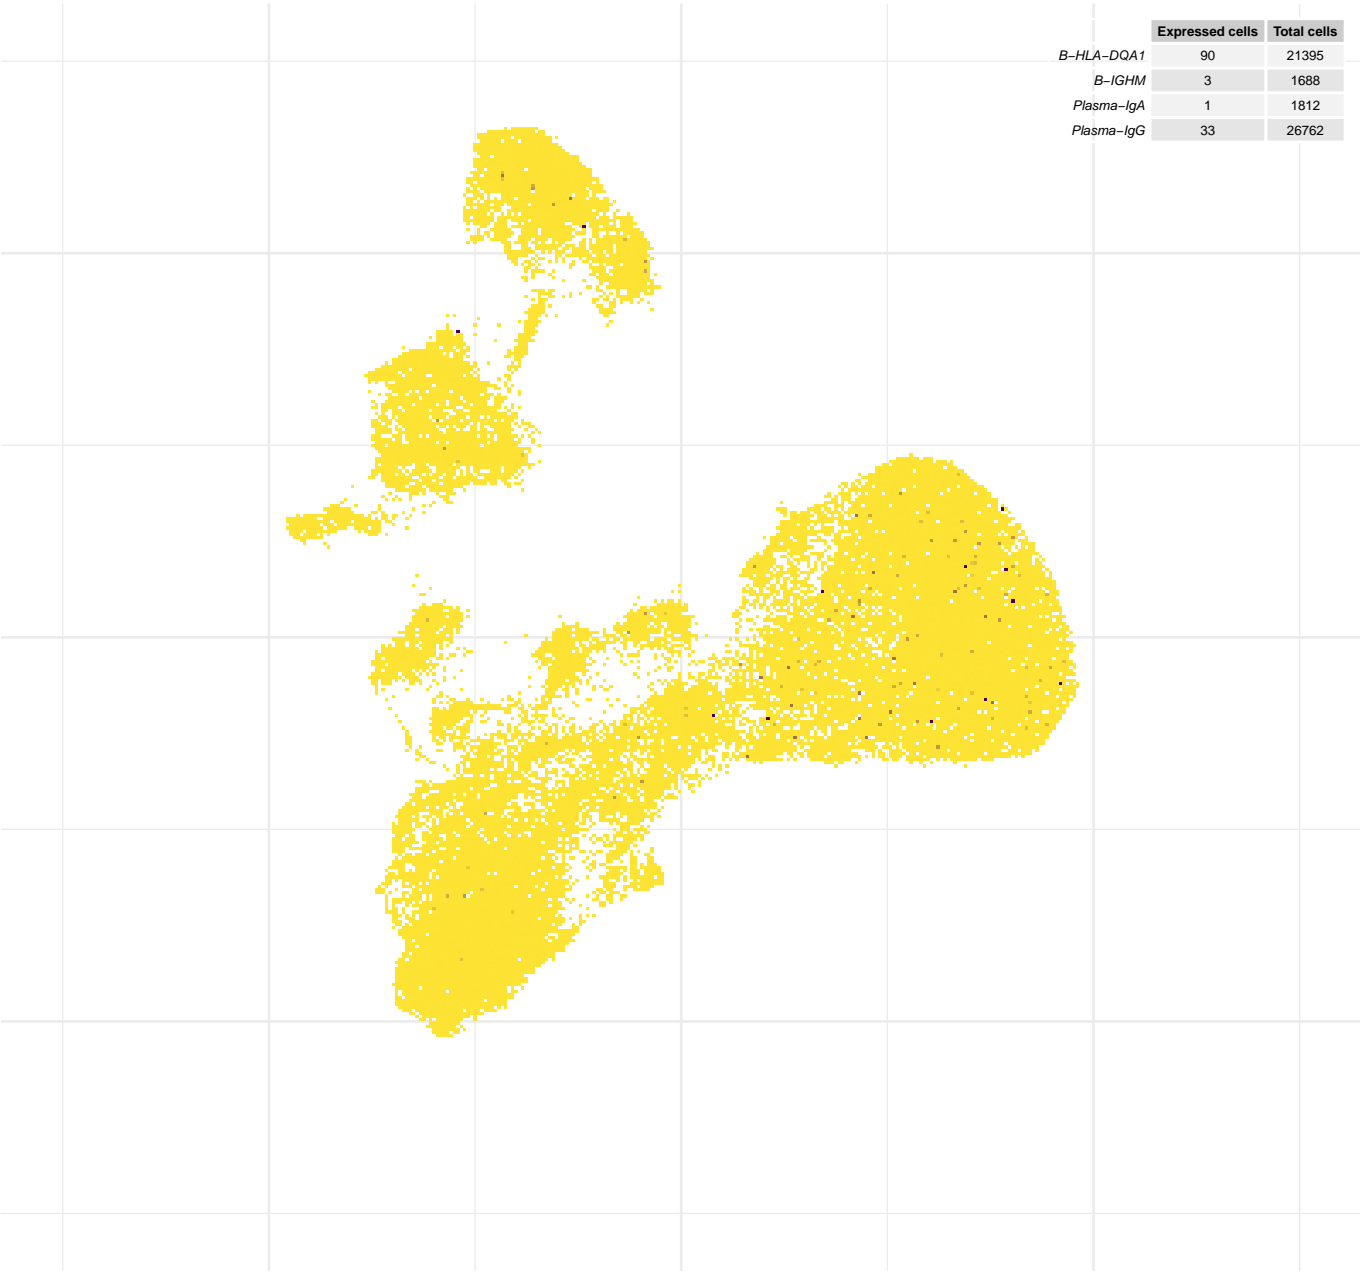 Expressed cells Total cells
B−HLA−DQA1 90 21395
B−IGHM 3 1688
Plasma−IgA 1 1812
Plasma−IgG 33 26762